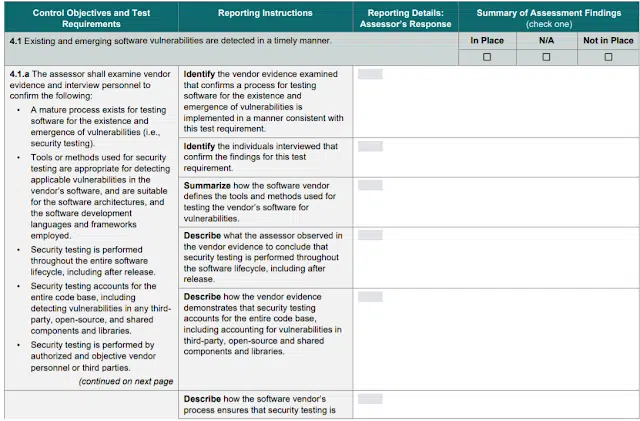 Control Objectives and Test
Requirements
Reporting Instructions
Reporting Details:
Assessor's Response
Summary of Assessment Findings
(check one)
4.1 Existing and emerging software vulnerabilities are detected in a timely manner.
In Place
N/A
Not in Place
4.1.a The assessor shall examine vendor
evidence and interview personnel to
confirm the following:
• A mature process exists for testing
software for the existence and
emergence of vulnerabilities (i.e.,
security testing).
• Tools or methods used for security
testing are appropriate for detecting
applicable vulnerabilities in the
vendor's software, and are suitable
for the software architectures, and
the software development
languages and frameworks
employed.
• Security testing is performed
throughout the entire software
lifecycle, including after release.
• Security testing accounts for the
entire code base, including
detecting vulnerabilities in any third-
party, open-source, and shared
components and libraries.
• Security testing is performed by
authorized and objective vendor
personnel or third parties.
(continued on next page
Identify the vendor evidence examined
that confirms a process for testing
software for the existence and
emergence of vulnerabilities is
implemented in a manner consistent with
this test requirement.
Identify the individuals interviewed that
confirm the findings for this test
requirement.
Summarize how the software vendor
defines the tools and methods used for
testing the vendor's software for
vulnerabilities.
Describe what the assessor observed in
the vendor evidence to conclude that
security testing is performed throughout
the software lifecycle, including after
release.
Describe how the vendor evidence
demonstrates that security testing
accounts for the entire code base,
including accounting for vulnerabilities in
third-party, open-source and shared
components and libraries.
Describe how the software vendor's
process ensures that security testing is